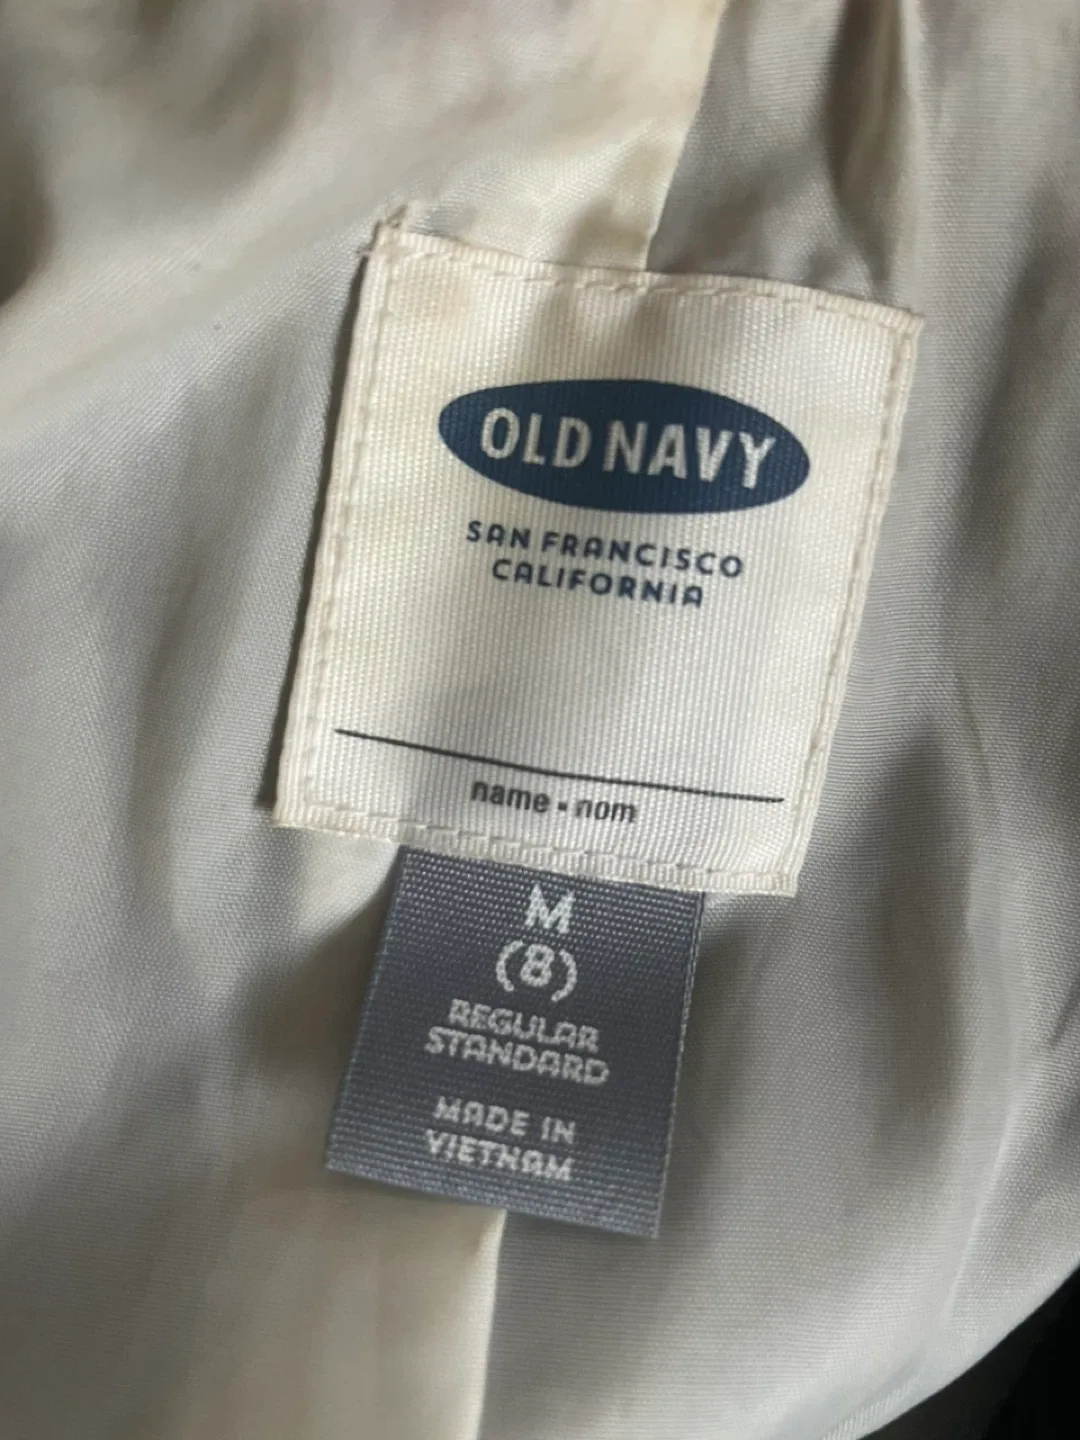 OLD NAVY
SAN FRANCISCO
CALIFORNIA
name • nom
M
(8)
REGULAR
STANDARD
MADE IN
VIETNAM